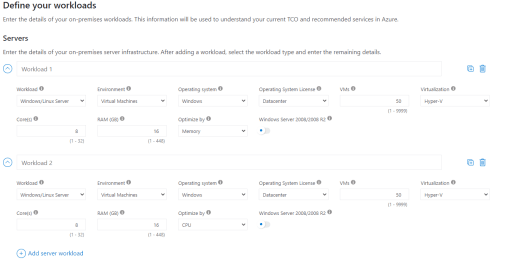 Define your workloads
Enter the details of your on-premises workloads. This information will be used to understand your current TCO and recommended services in Azure.
Servers
Enter the details of your on-premises server infrastructure. After adding a workload, select the workload type and enter the remaining details.
Workload 1
Workload Environment Operating system Operating System License VMs Virtualization
Windows/Linux Server Virtual Machines Windows Datacenter 50 Hyper-V
(1 - 9999)
Core(s) RAM (GB) Optimize by Windows Server 2008/2008 R2
8 16 Memory
(1 - 32) (1 - 448)
Workload 2
Workload Environment Operating system Operating System License VMs Virtualization
Windows/Linux Server Virtual Machines Windows Datacenter 50 Hyper-V
(1 - 9999)
Core(s) RAM (GB) Optimize by Windows Server 2008/2008 R2
8 16 CPU
(1 - 32) (1 - 448)
Add server workload